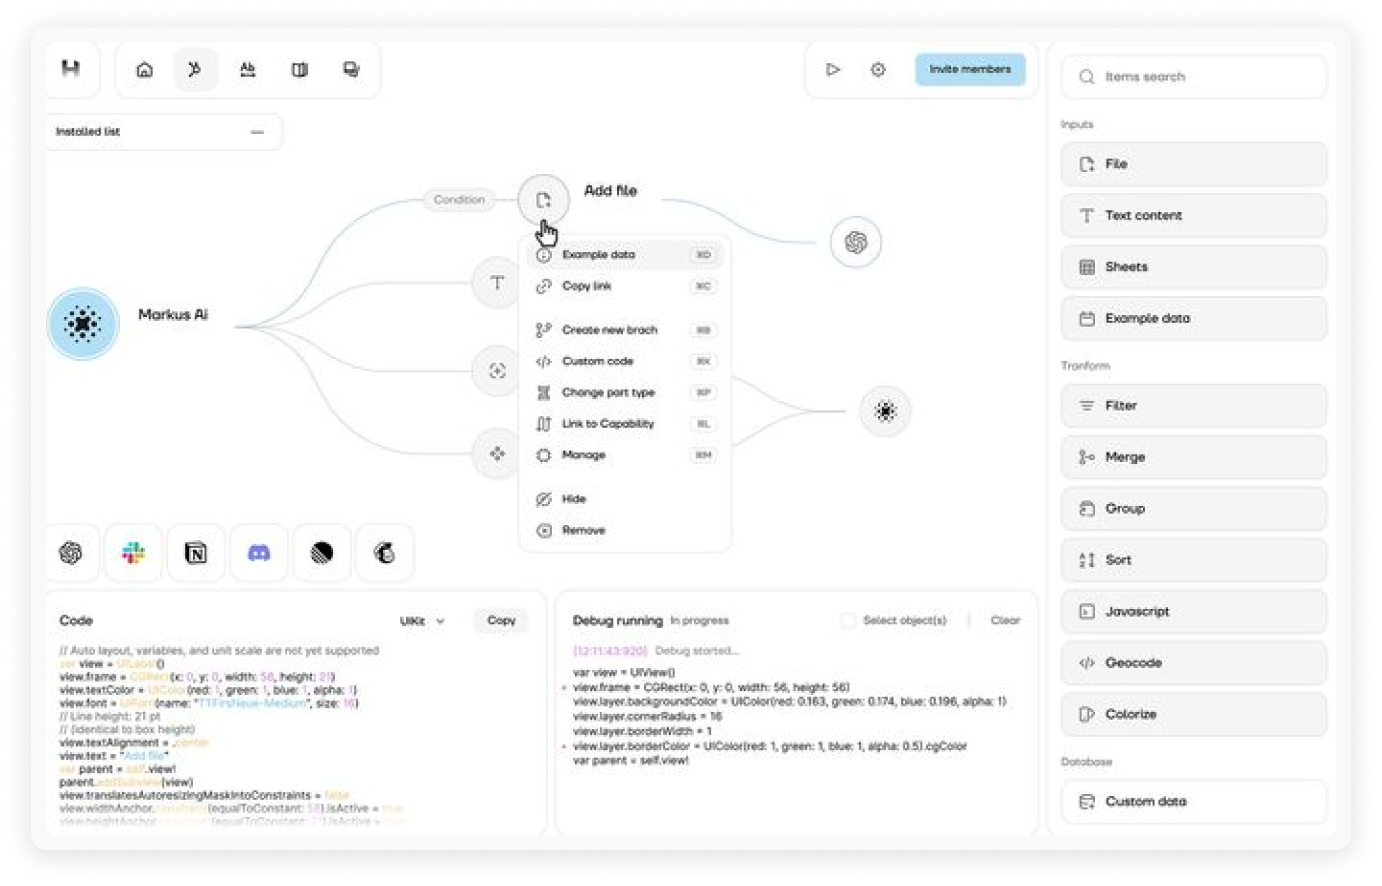 Ab
Invite members
Installed list
Condition
Add file
Markus Ai
Example data ⌘D
Copy link ⌘C
Create new brach ⌘B
Custom code ⌘K
Change part type ⌘P
Link to Capability ⌘L
Manage ⌘M
Hide
Remove
Code
UIKit
Copy
// Auto layout, variables, and unit scale are not yet supported
var view = UILabel()
view.frame = CGRect(x: 0, y: 0, width: 56, height: 21)
view.textColor = UIColor(red: 1, green: 1, blue: 1, alpha: 1)
view.font = UIFont(name: "TTFirsNeue-Medium", size: 16)
// Line height: 21 pt
// (identical to box height)
view.textAlignment = .center
view.text = "Add file"
var parent = self.view!
parent.addSubview(view)
view.translatesAutoresizingMaskIntoConstraints = false
view.widthAnchor.constraint(equalToConstant: 56).isActive = true
view.heightAnchor.constraint(equalToConstant: 2).isActive = true
Debug running In progress
Select object(s)
Clear
(12:11:43:920) Debug started...
var view = UIView()
view.frame = CGRect(x: 0, y: 0, width: 56, height: 56)
view.layer.backgroundColor = UIColor(red: 0.163, green: 0.174, blue: 0.196, alpha: 1)
view.layer.cornerRadius = 16
view.layer.borderWidth = 1
view.layer.borderColor = UIColor(red: 1, green: 1, blue: 1, alpha: 0.5).cgColor
var parent = self.view!
Items search
Inputs
File
Text content
Sheets
Example data
Tranform
Filter
Merge
Group
Sort
Javascript
Geocode
Colorize
Database
Custom data